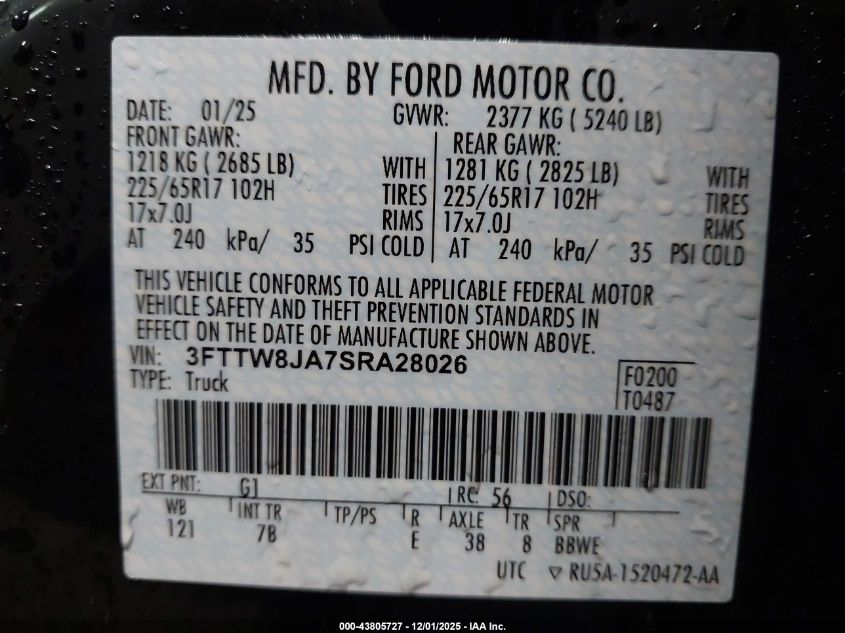 MFD. BY FORD MOTOR CO.
DATE: 01/25 GVWR: 2377 KG ( 5240 LB)
FRONT GAWR: REAR GAWR:
1218 KG ( 2685 LB) WITH 1281 KG ( 2825 LB) WITH
225/65R17 102H TIRES 225/65R17 102H TIRES
17x7.0J RIMS 17x7.0J RIMS
AT 240 kPa/ 35 PSI COLD AT 240 kPa/ 35 PSI COLD
THIS VEHICLE CONFORMS TO ALL APPLICABLE FEDERAL MOTOR
VEHICLE SAFETY AND THEFT PREVENTION STANDARDS IN
EFFECT ON THE DATE OF MANUFACTURE SHOWN ABOVE.
VIN: 3FTTW8JA7SRA28026
TYPE: Truck F0200
T0487
EXT PNT: G1 RC: 56 DSO:
WB INT TR TP/PS R AXLE TR SPR
121 7B E 38 8 BBWE
UTC ▽ RU5A-1520472-AA
000-43805727 - 12/01/2025 - IAA Inc.